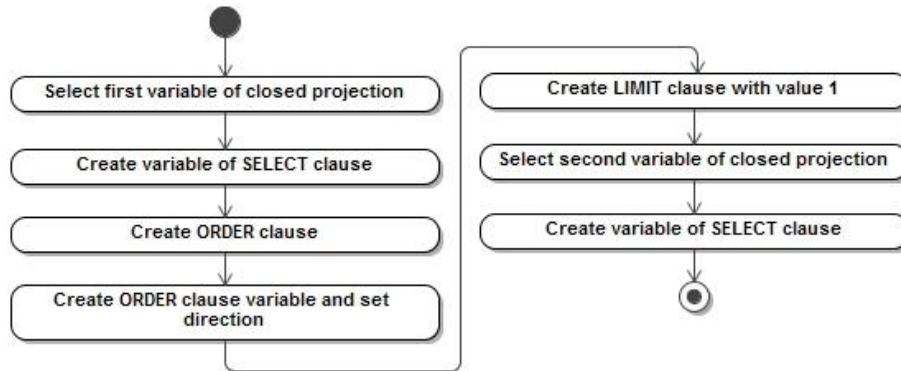 Select first variable of closed projection
Create variable of SELECT clause
Create ORDER clause
Create ORDER clause variable and set
direction
Create LIMIT clause with value 1
Select second variable of closed projection
Create variable of SELECT clause